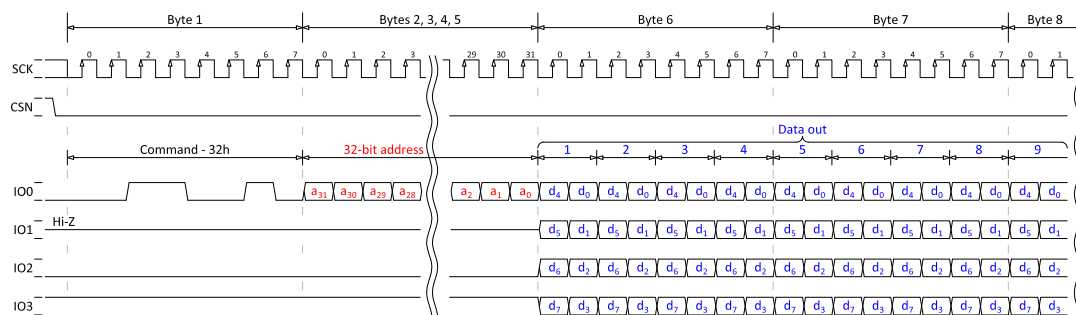 Byte 1 Bytes 2, 3, 4, 5 Byte 6 Byte 7 Byte 8
0 1 2 3 4 5 6 7 0 1 2 3 29 30 31 0 1 2 3 4 5 6 7 0 1 2 3 4 5 6 7 0 1
SCK
CSN
Data out
Command - 32h 32-bit address 1 2 3 4 5 6 7 8 9
IO0 a31 a30 a29 a28 a2 a1 a0 d4 d0 d4 d0 d4 d0 d4 d0 d4 d0 d4 d0 d4 d0 d4 d0 d4 d0
Hi-Z
IO1 d5 d1 d5 d1 d5 d1 d5 d1 d5 d1 d5 d1 d5 d1 d5 d1 d5 d1
IO2 d6 d2 d6 d2 d6 d2 d6 d2 d6 d2 d6 d2 d6 d2 d6 d2 d6 d2
IO3 d7 d3 d7 d3 d7 d3 d7 d3 d7 d3 d7 d3 d7 d3 d7 d3 d7 d3